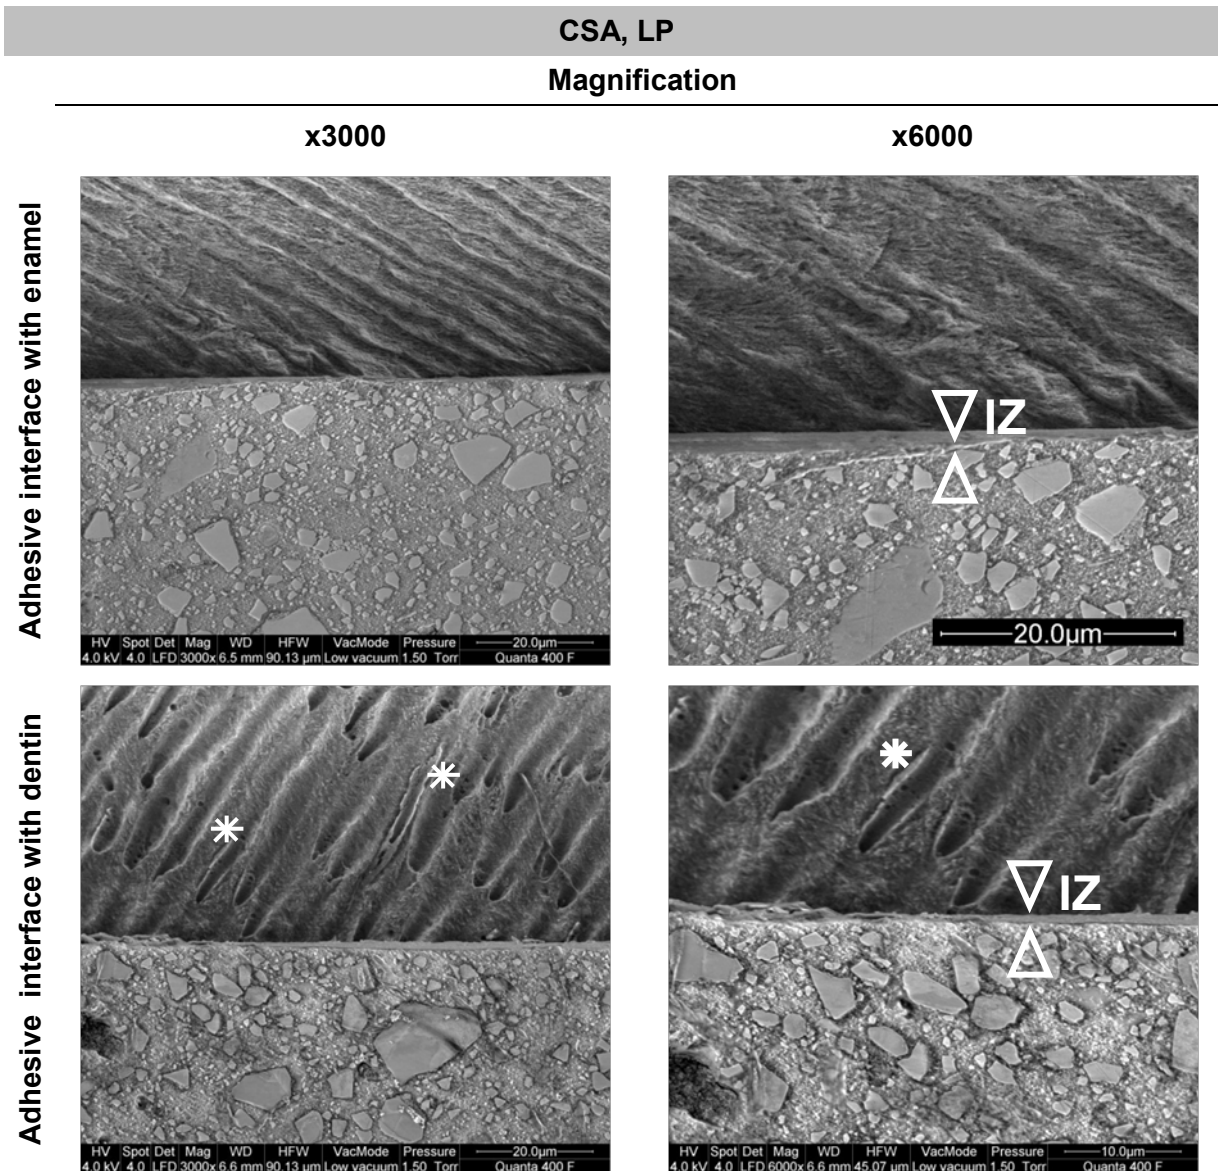 CSA, LP
Magnification
x3000
x6000
Adhesive interface with enamel
IZ
HV Spot Det Mag WD HFW VacMode Pressure 20.0µm
4.0 kV 4.0 LFD 3000x 6.5 mm 90.13 µm Low vacuum 1.50 Torr Quanta 400 F
20.0µm
Adhesive interface with dentin
IZ
HV Spot Det Mag WD HFW VacMode Pressure 20.0µm
4.0 kV 4.0 LFD 3000x 6.6 mm 90.13 µm Low vacuum 1.50 Torr Quanta 400 F
HV Spot Det Mag WD HFW VacMode Pressure 10.0µm
4.0 kV 4.0 LFD 6000x 6.6 mm 45.07 µm Low vacuum 1.50 Torr Quanta 400 F